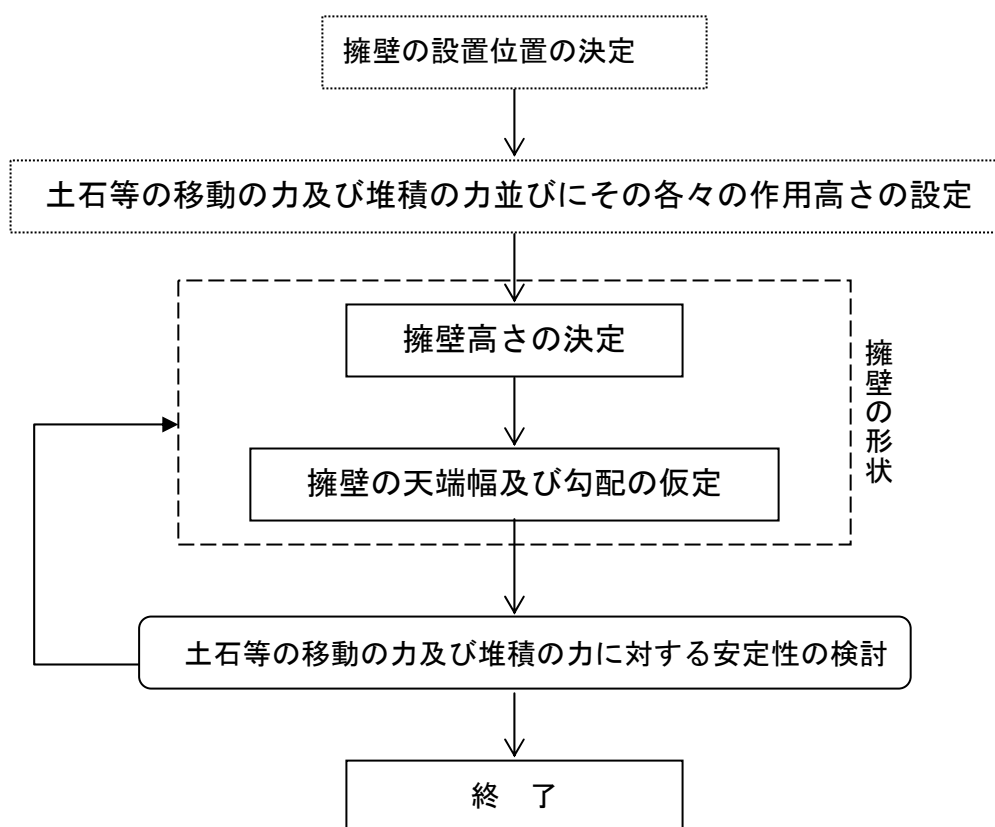 擁壁の設置位置の決定
土石等の移動の力及び堆積の力並びにその各々の作用高さの設定
擁壁高さの決定
擁壁の天端幅及び勾配の仮定
擁壁の形状
土石等の移動の力及び堆積の力に対する安定性の検討
終　了